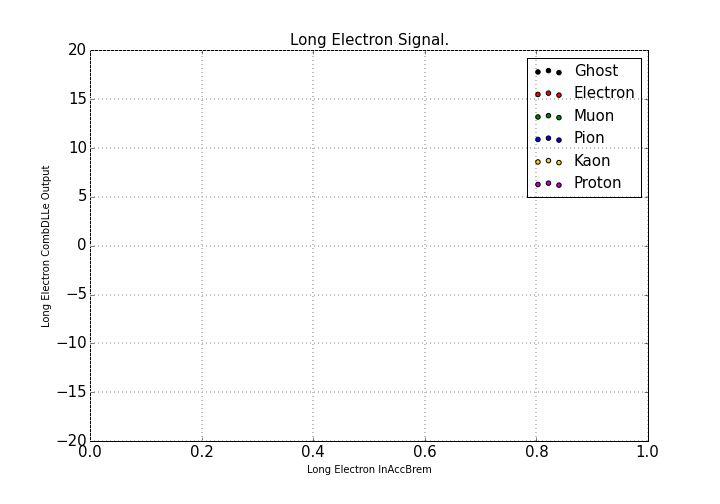 Long Electron Signal.
20
15
10
5
0
−5
−10
−15
−20
Long Electron CombDLLe Output
Ghost
Electron
Muon
Pion
Kaon
Proton
0.0 0.2 0.4 0.6 0.8 1.0
Long Electron InAccBrem